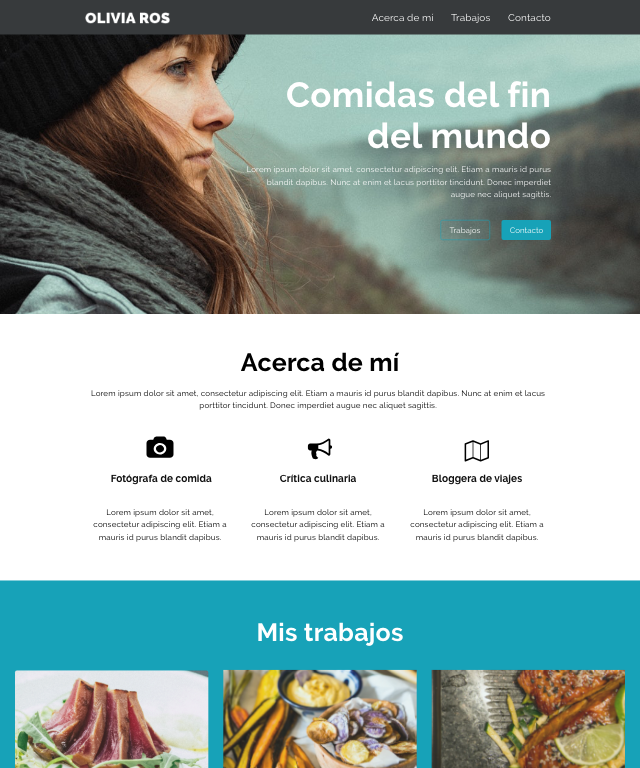 OLIVIA ROS
Acerca de mi Trabajos Contacto
Comidas del fin
del mundo
Lorem ipsum dolor sit amet, consectetur adipiscing elit. Etiam a mauris id purus
blandit dapibus. Nunc at enim et lacus porttitor tincidunt. Donec imperdiet
augue nec aliquet sagittis.
Trabajos Contacto
Acerca de mí
Lorem ipsum dolor sit amet, consectetur adipiscing elit. Etiam a mauris id purus blandit dapibus. Nunc at enim et lacus
porttitor tincidunt. Donec imperdiet augue nec aliquet sagittis.
Fotógrafa de comida
Lorem ipsum dolor sit amet,
consectetur adipiscing elit. Etiam a
mauris id purus blandit dapibus.
Crítica culinaria
Lorem ipsum dolor sit amet,
consectetur adipiscing elit. Etiam a
mauris id purus blandit dapibus.
Bloggera de viajes
Lorem ipsum dolor sit amet,
consectetur adipiscing elit. Etiam a
mauris id purus blandit dapibus.
Mis trabajos